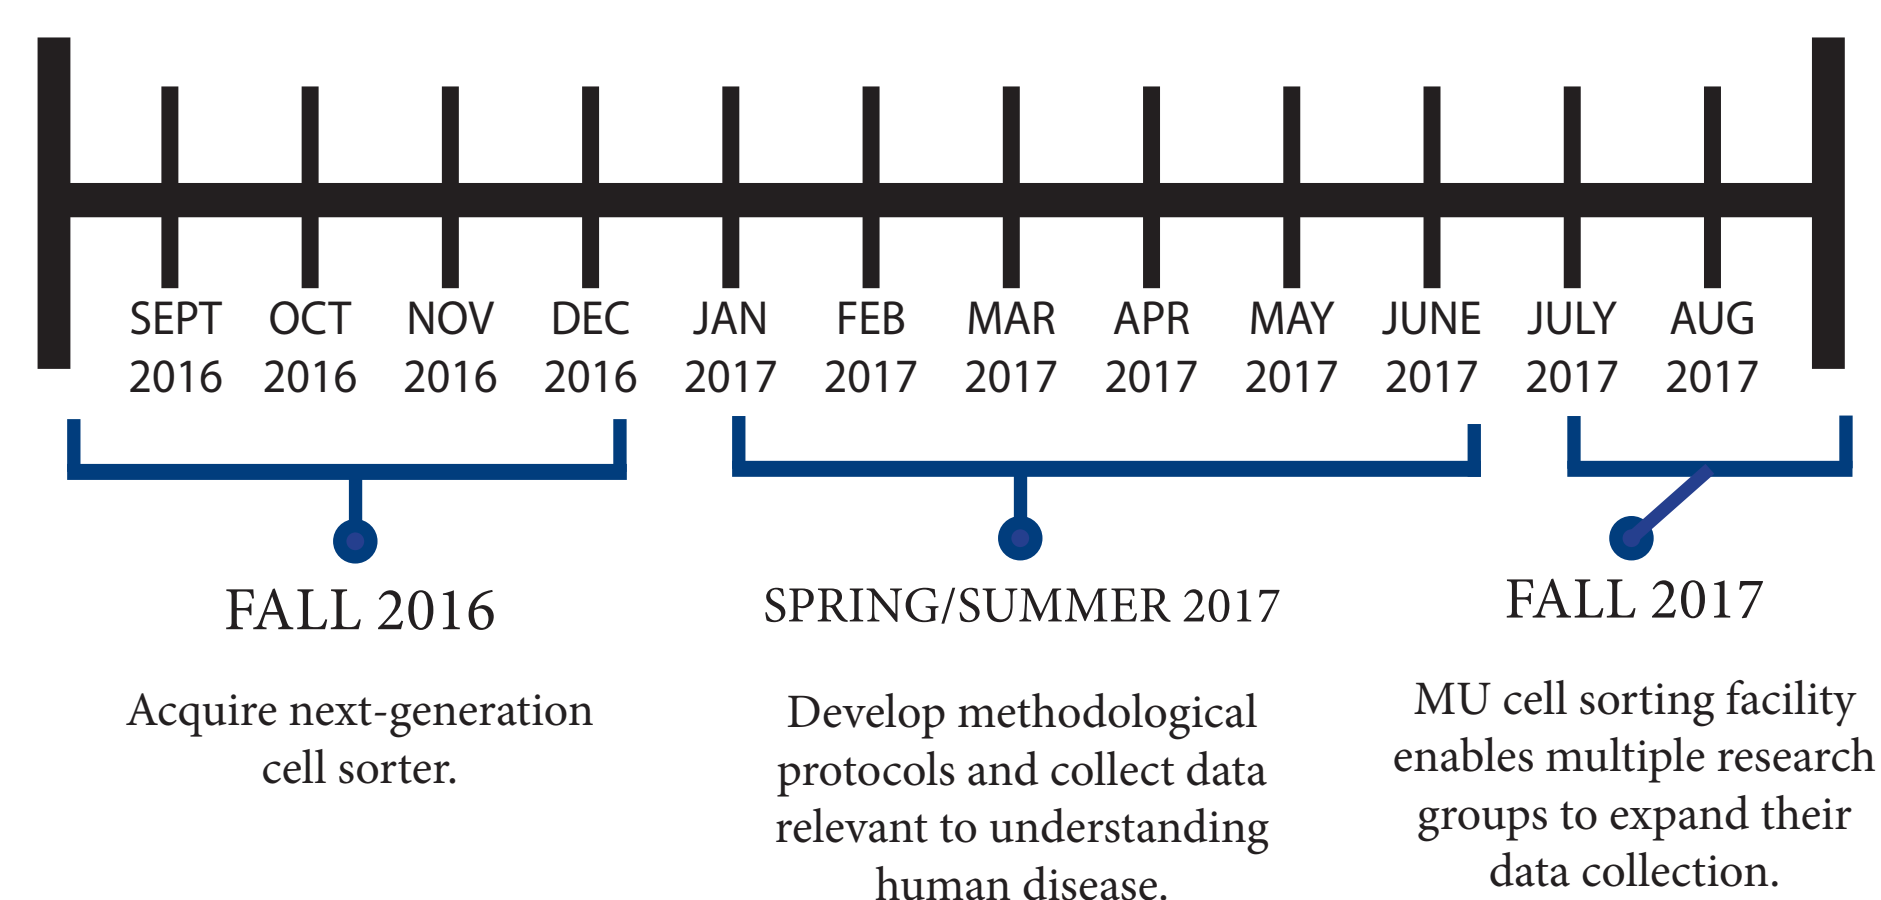 SEPT OCT NOV DEC JAN FEB MAR APR MAY JUNE JULY AUG
2016 2016 2016 2016 2017 2017 2017 2017 2017 2017 2017 2017
FALL 2016
Acquire next-generation
cell sorter.
SPRING/SUMMER 2017
Develop methodological
protocols and collect data
relevant to understanding
human disease.
FALL 2017
MU cell sorting facility
enables multiple research
groups to expand their
data collection.